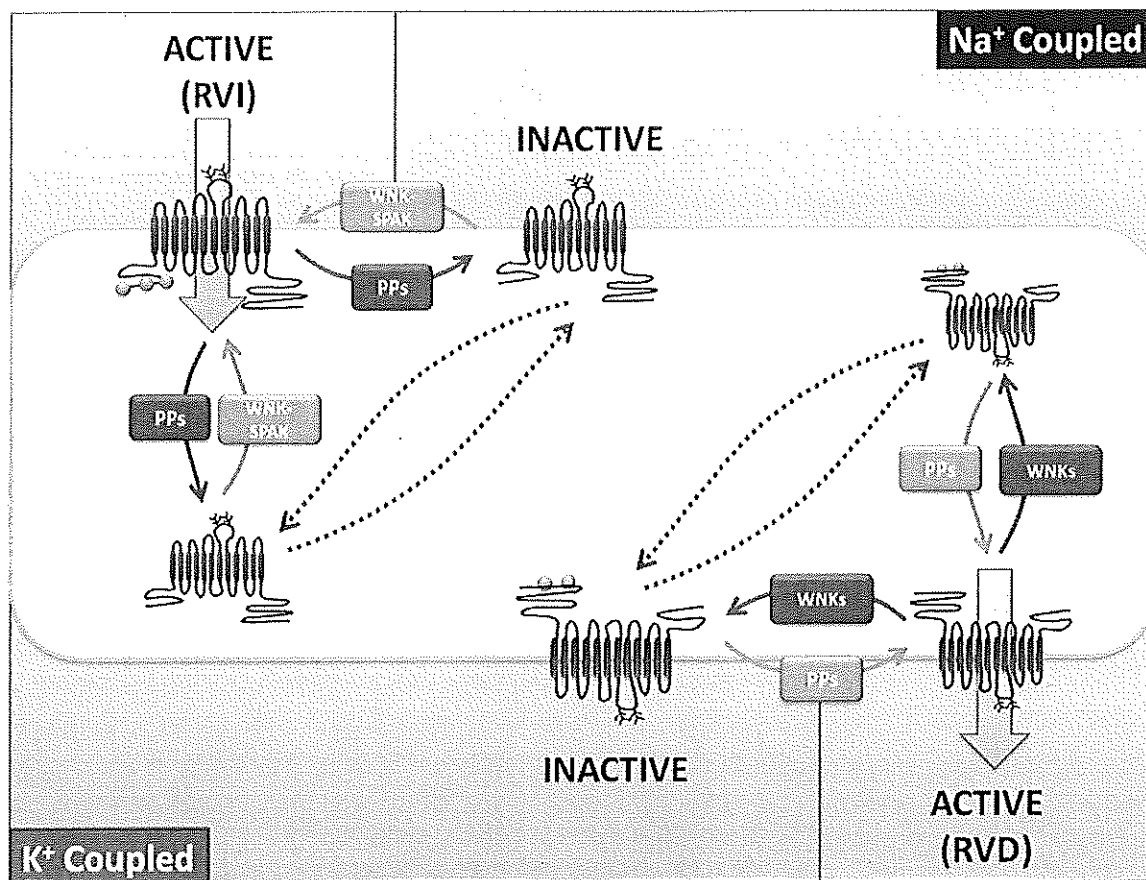 ACTIVE
(RVI)
Na⁺ Coupled
INACTIVE
WNK
SPAK
PPs
PPs
WNK
SPAK
PPs
WNKs
WNKs
PPs
INACTIVE
ACTIVE
(RVD)
K⁺ Coupled